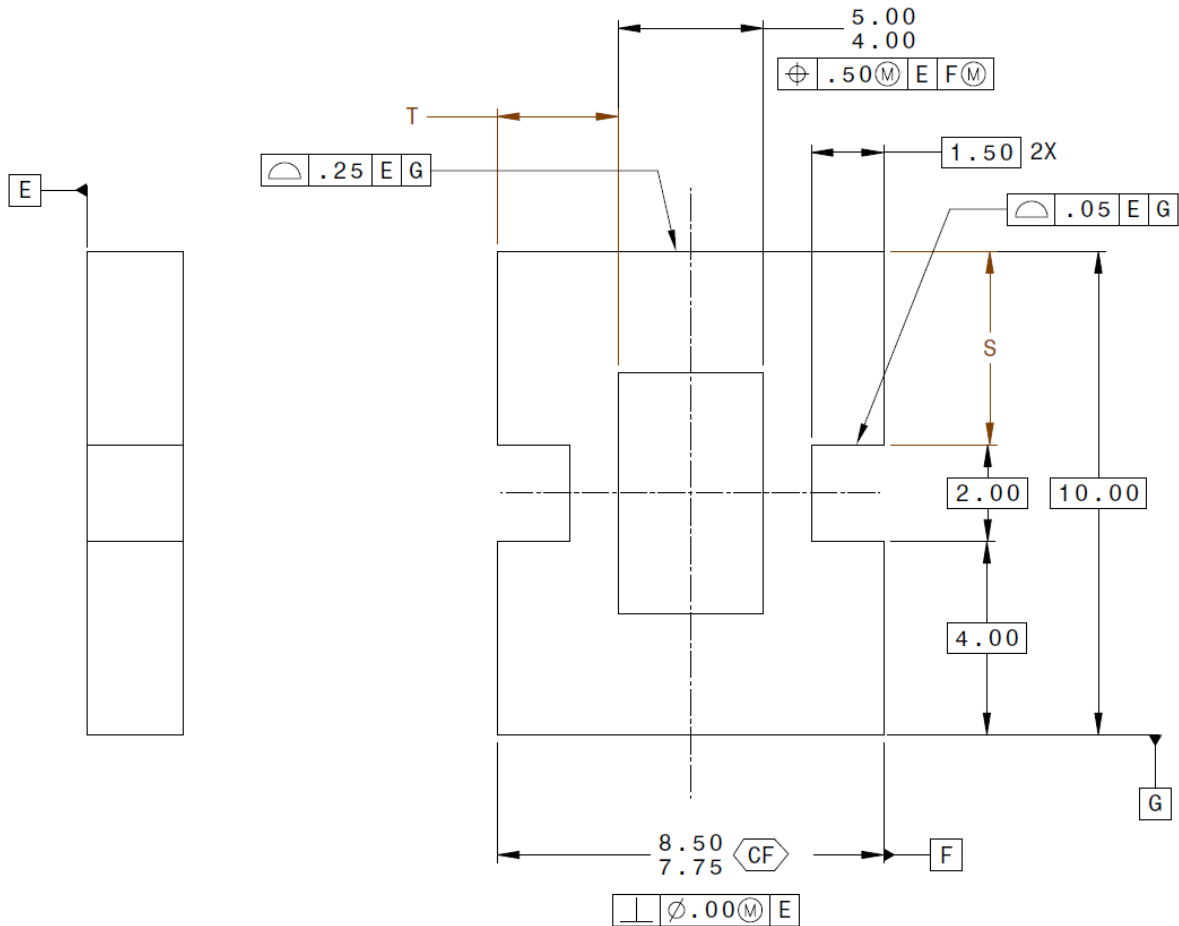 5.00
4.00
⌖ .50Ⓜ E FⓂ
T
1.50 2X
⌓ .25 E G
E
⌓ .05 E G
S
2.00 10.00
4.00
G
8.50
7.75 CF
F
⟂ ⌀.00Ⓜ E